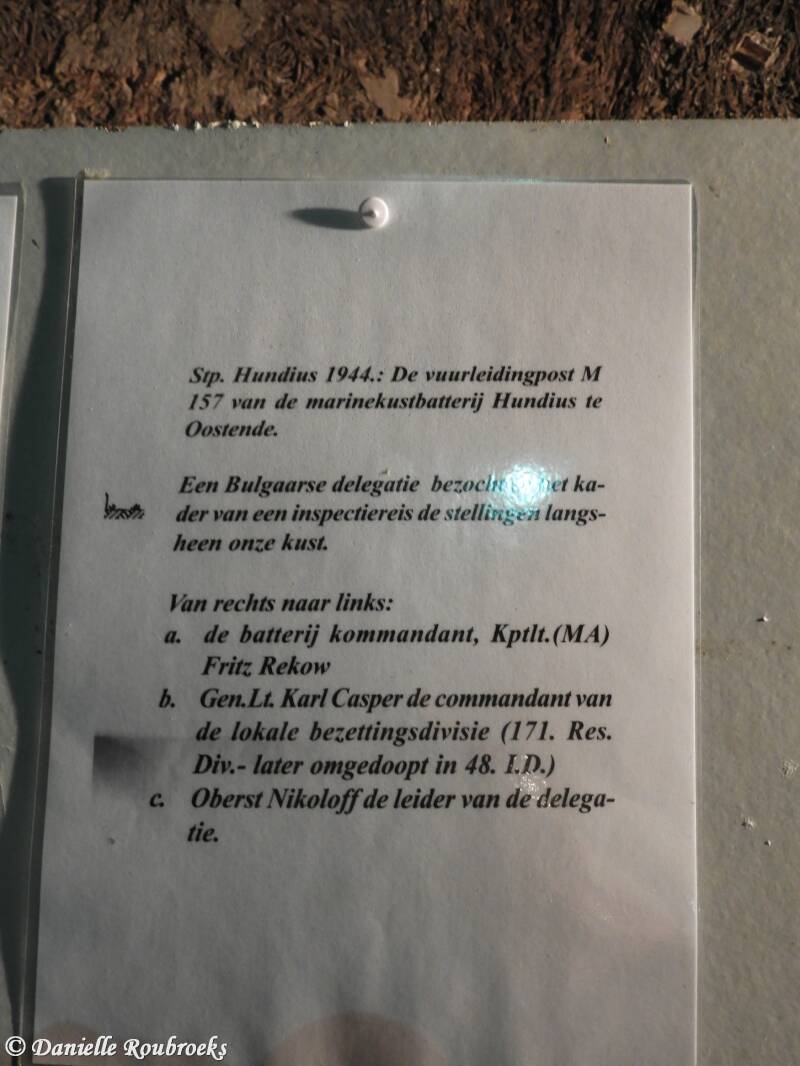 Stp. Hundius 1944.: De vuurleidingpost M
157 van de marinekustbatterij Hundius te
Oostende.
Een Bulgaarse delegatie bezocht het ka-
der van een inspectiereis de stellingen langs-
heen onze kust.
Van rechts naar links:
a. de batterij kommandant, Kptlt.(MA)
Fritz Rekow
b. Gen.Lt. Karl Casper de commandant van
de lokale bezettingsdivisie (171. Res.
Div.- later omgedoopt in 48. I.D.)
c. Oberst Nikoloff de leider van de delega-
tie.
© Danielle Roubroeks